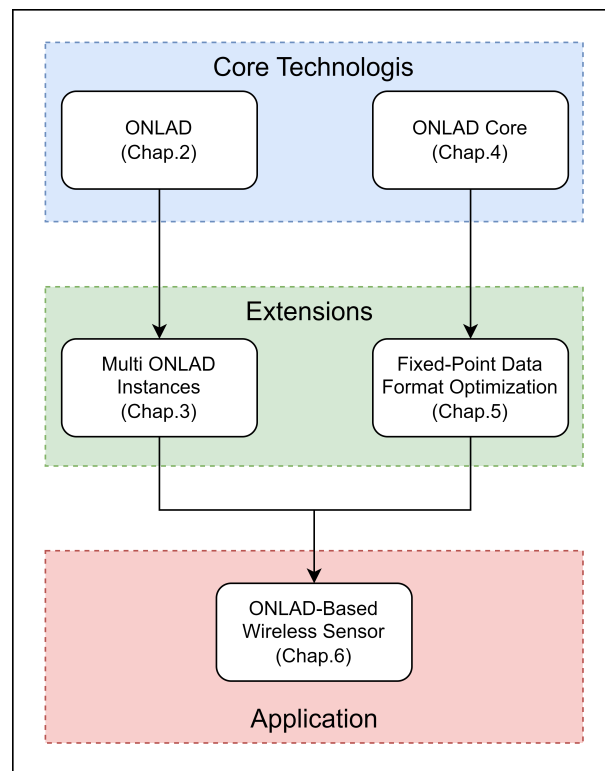 Core Technologis
ONLAD
(Chap.2)
ONLAD Core
(Chap.4)
Extensions
Multi ONLAD
Instances
(Chap.3)
Fixed-Point Data
Format Optimization
(Chap.5)
ONLAD-Based
Wireless Sensor
(Chap.6)
Application